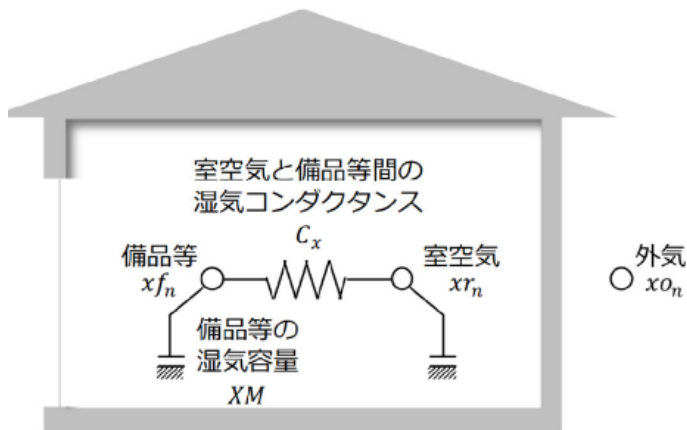 室空気と備品等間の
湿気コンダクタンス
C_x
備品等
xf_n
室空気
xr_n
外気
xo_n
備品等の
湿気容量
XM